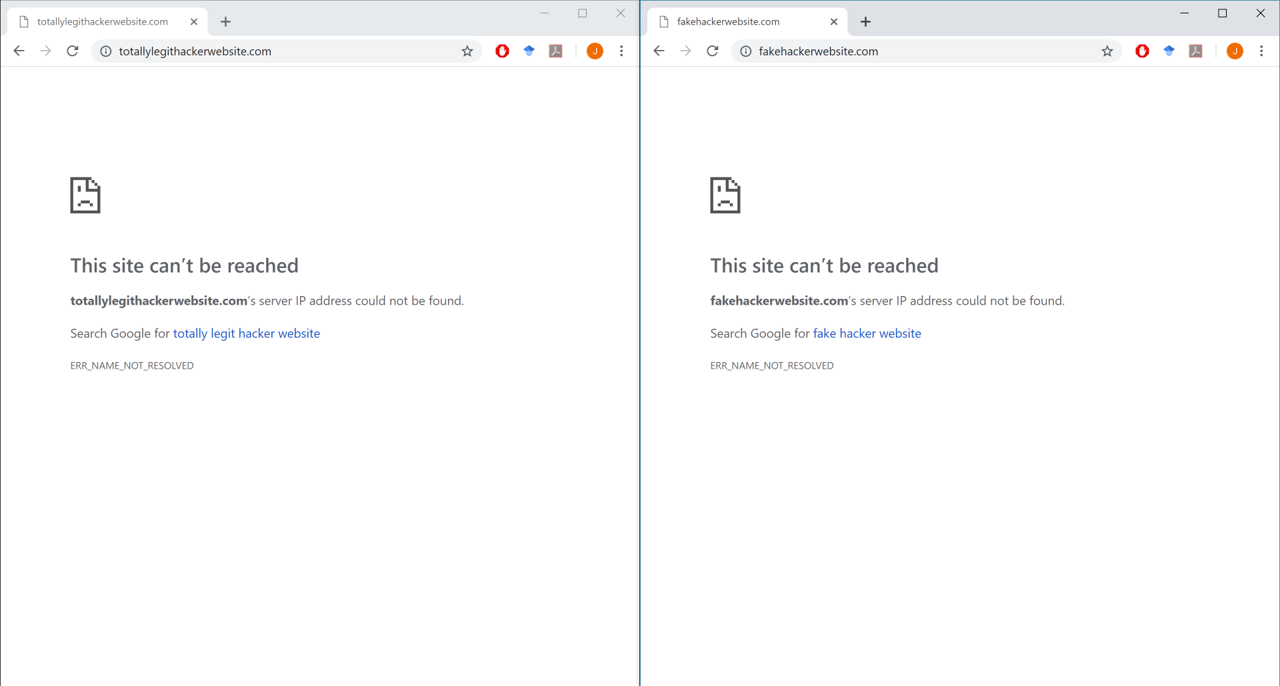 totallylegithackerwebsite.com
totallylegithackerwebsite.com
J
This site can’t be reached
totallylegithackerwebsite.com’s server IP address could not be found.
Search Google for totally legit hacker website
ERR_NAME_NOT_RESOLVED
fakehackerwebsite.com
fakehackerwebsite.com
J
This site can’t be reached
fakehackerwebsite.com’s server IP address could not be found.
Search Google for fake hacker website
ERR_NAME_NOT_RESOLVED